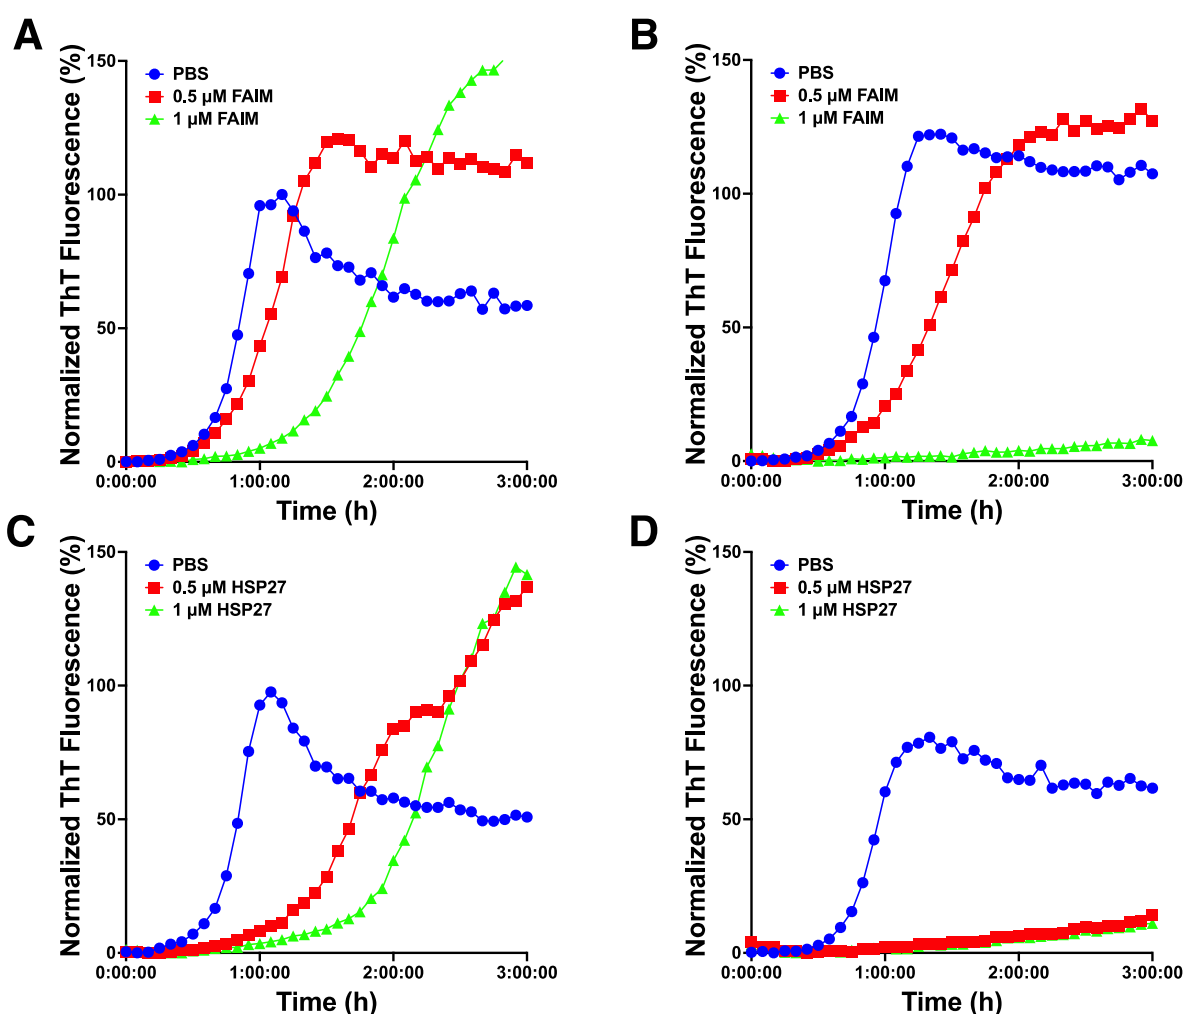 A
Normalized ThT Fluorescence (%)
150
100
50
0
PBS
0.5 µM FAIM
1 µM FAIM
0:00:00 1:00:00 2:00:00 3:00:00
Time (h)
B
Normalized ThT Fluorescence (%)
150
100
50
0
PBS
0.5 µM FAIM
1 µM FAIM
0:00:00 1:00:00 2:00:00 3:00:00
Time (h)
C
Normalized ThT Fluorescence (%)
150
100
50
0
PBS
0.5 µM HSP27
1 µM HSP27
0:00:00 1:00:00 2:00:00 3:00:00
Time (h)
D
Normalized ThT Fluorescence (%)
150
100
50
0
PBS
0.5 µM HSP27
1 µM HSP27
0:00:00 1:00:00 2:00:00 3:00:00
Time (h)